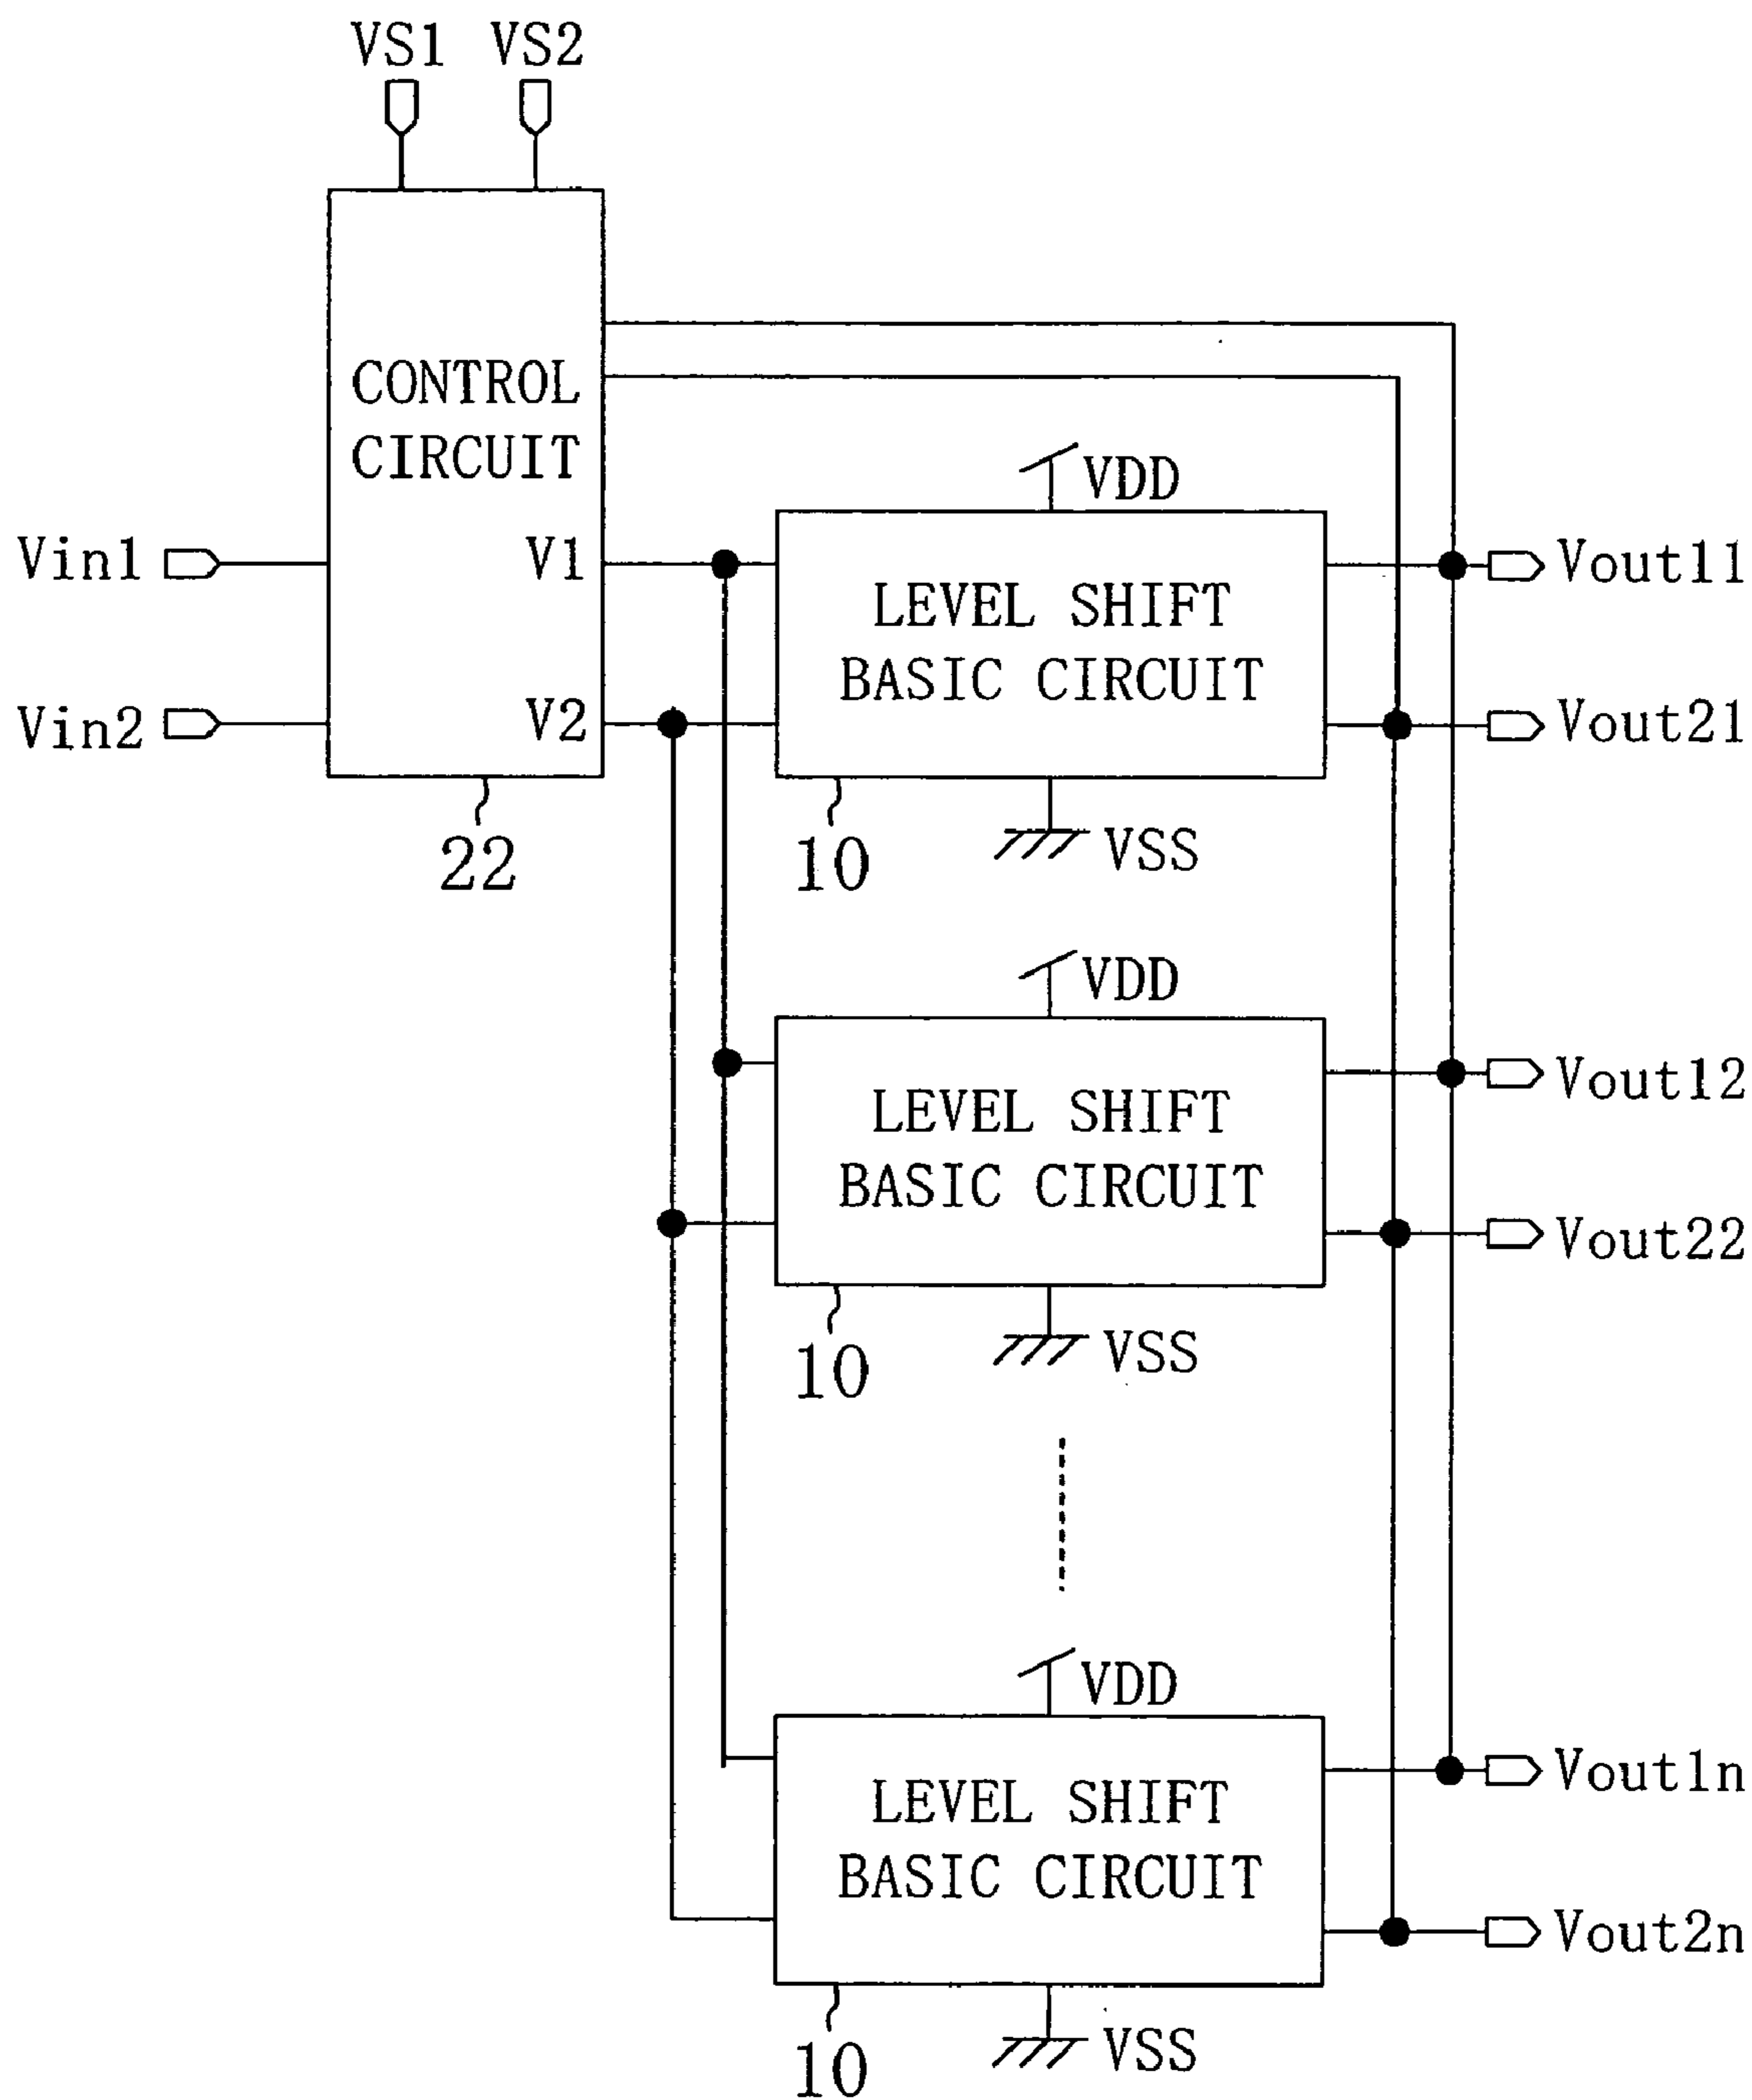 VS1 VS2
CONTROL
CIRCUIT
VDD
Vin1
V1
LEVEL SHIFT
BASIC CIRCUIT
Vout11
Vin2
V2
Vout21
22
10
VSS
VDD
LEVEL SHIFT
BASIC CIRCUIT
Vout12
Vout22
10
VSS
VDD
LEVEL SHIFT
BASIC CIRCUIT
Vout1n
Vout2n
10
VSS